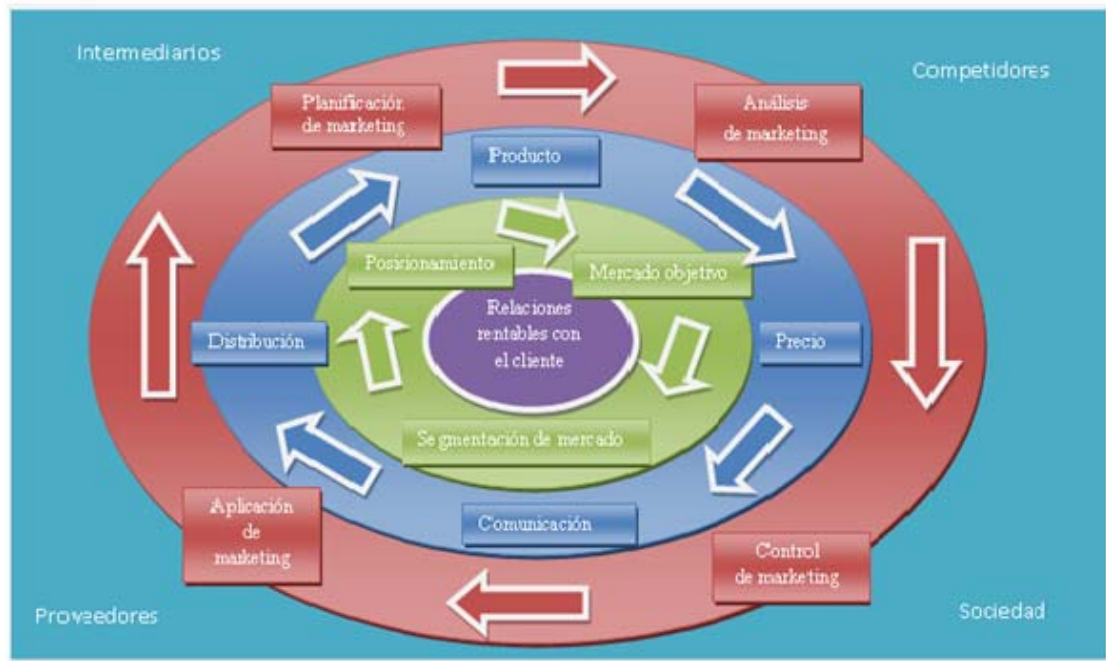 Intermediarios
Competidores
Planificación
de marketing
Análisis
de marketing
Producto
Posisionamiento
Mercado objetivo
Relaciones
rentables con
el cliente
Distribución
Precio
Segmentación de mercado
Aplicación
de
marketing
Comunicación
Control
de marketing
Proveedores
Sociedad